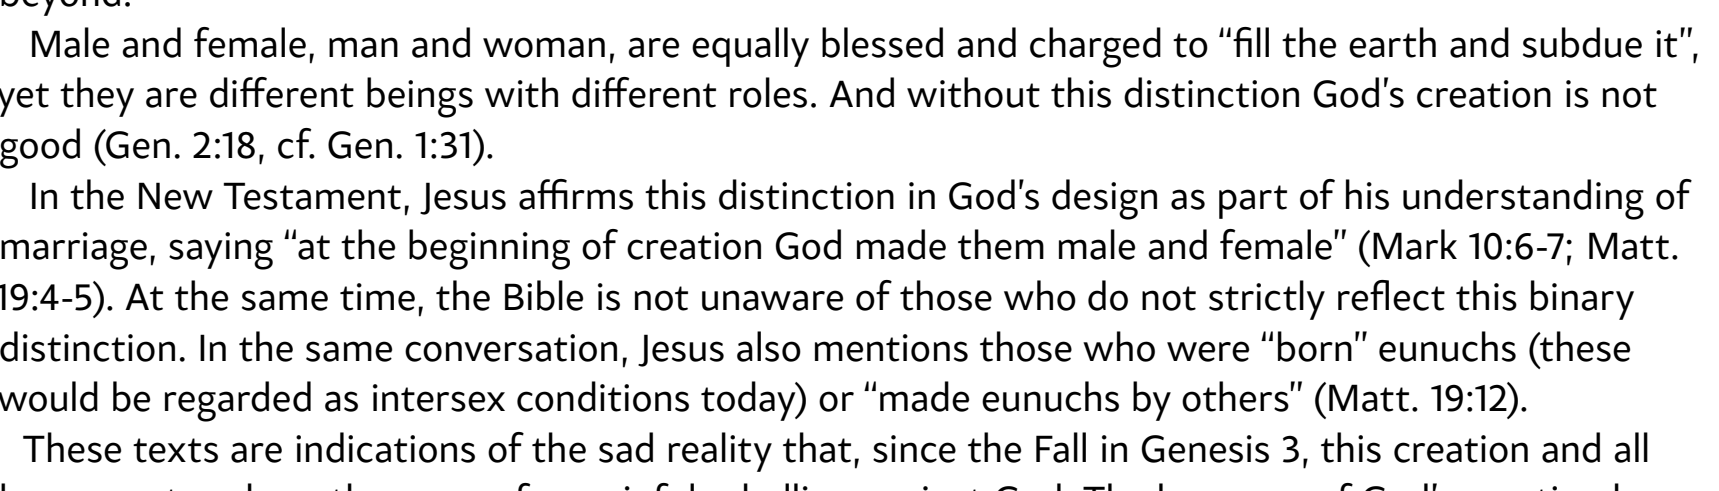 beyond.
Male and female, man and woman, are equally blessed and charged to “fill the earth and subdue it”,
yet they are different beings with different roles. And without this distinction God’s creation is not
good (Gen. 2:18, cf. Gen. 1:31).
In the New Testament, Jesus affirms this distinction in God’s design as part of his understanding of
marriage, saying “at the beginning of creation God made them male and female” (Mark 10:6-7; Matt.
19:4-5). At the same time, the Bible is not unaware of those who do not strictly reflect this binary
distinction. In the same conversation, Jesus also mentions those who were “born” eunuchs (these
would be regarded as intersex conditions today) or “made eunuchs by others” (Matt. 19:12).
These texts are indications of the sad reality that, since the Fall in Genesis 3, this creation and all